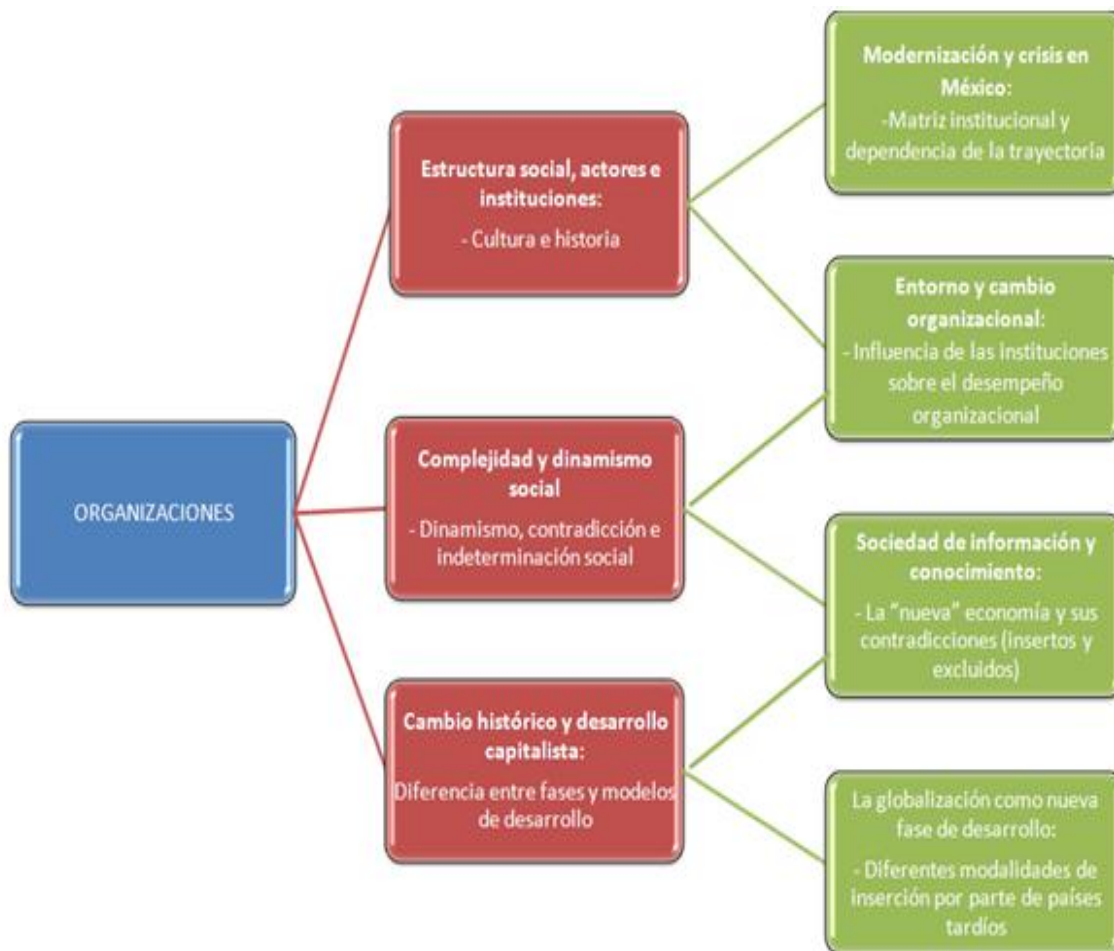 ORGANIZACIONES
Estructura social, actores e
instituciones:
- Cultura e historia
Complejidad y dinamismo
social
- Dinamismo, contradicción e
indeterminación social
Cambio histórico y desarrollo
capitalista:
Diferencia entre fases y modelos
de desarrollo
Modernización y crisis en
México:
-Matriz institucional y
dependencia de la trayectoria
Entorno y cambio
organizacional:
- Influencia de las instituciones
sobre el desempeño
organizacional
Sociedad de información y
conocimiento:
- La "nueva" economía y sus
contradicciones (insertos y
excluidos)
La globalización como nueva
fase de desarrollo:
- Diferentes modalidades de
inserción por parte de países
tardíos